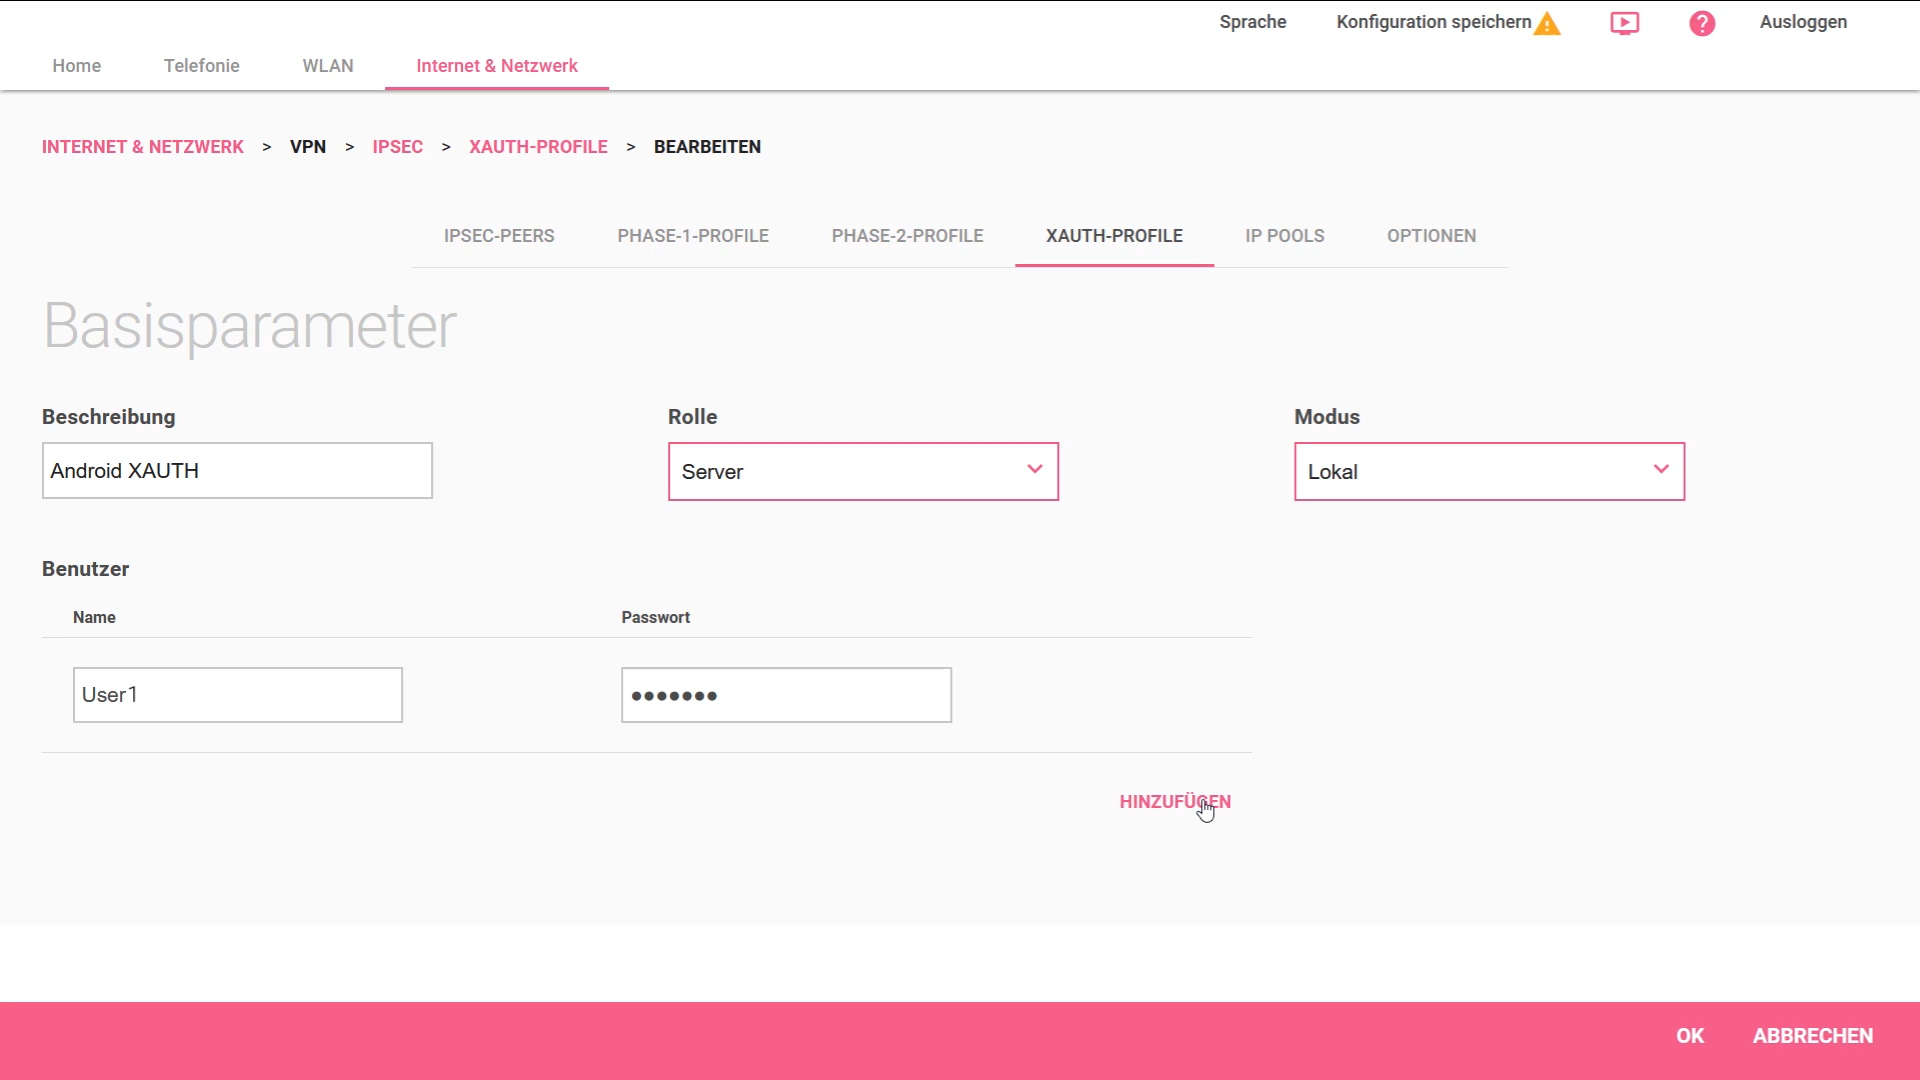 Sprache Konfiguration speichern Ausloggen
Home Telefonie WLAN Internet & Netzwerk
INTERNET & NETZWERK > VPN > IPSEC > XAUTH-PROFILE > BEARBEITEN
IPSEC-PEERS PHASE-1-PROFILE PHASE-2-PROFILE XAUTH-PROFILE IP POOLS OPTIONEN
Basisparameter
Beschreibung Rolle Modus
Android XAUTH Server Lokal
Benutzer
Name Passwort
User1 •••••••
HINZUFÜGEN
OK ABBRECHEN